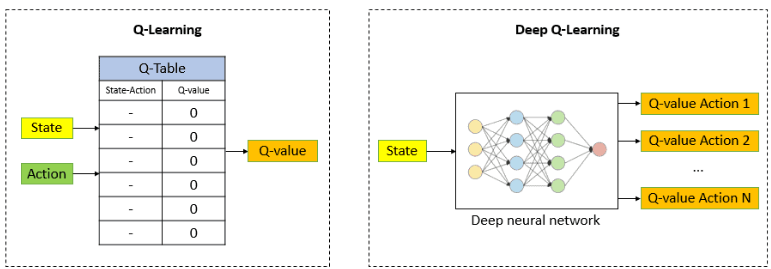 Q-Learning
Q-Table
State-Action Q-value
- 0
- 0
- 0
- 0
- 0
- 0
State
Action
Q-value
Deep Q-Learning
State
Deep neural network
Q-value Action 1
Q-value Action 2
...
Q-value Action N